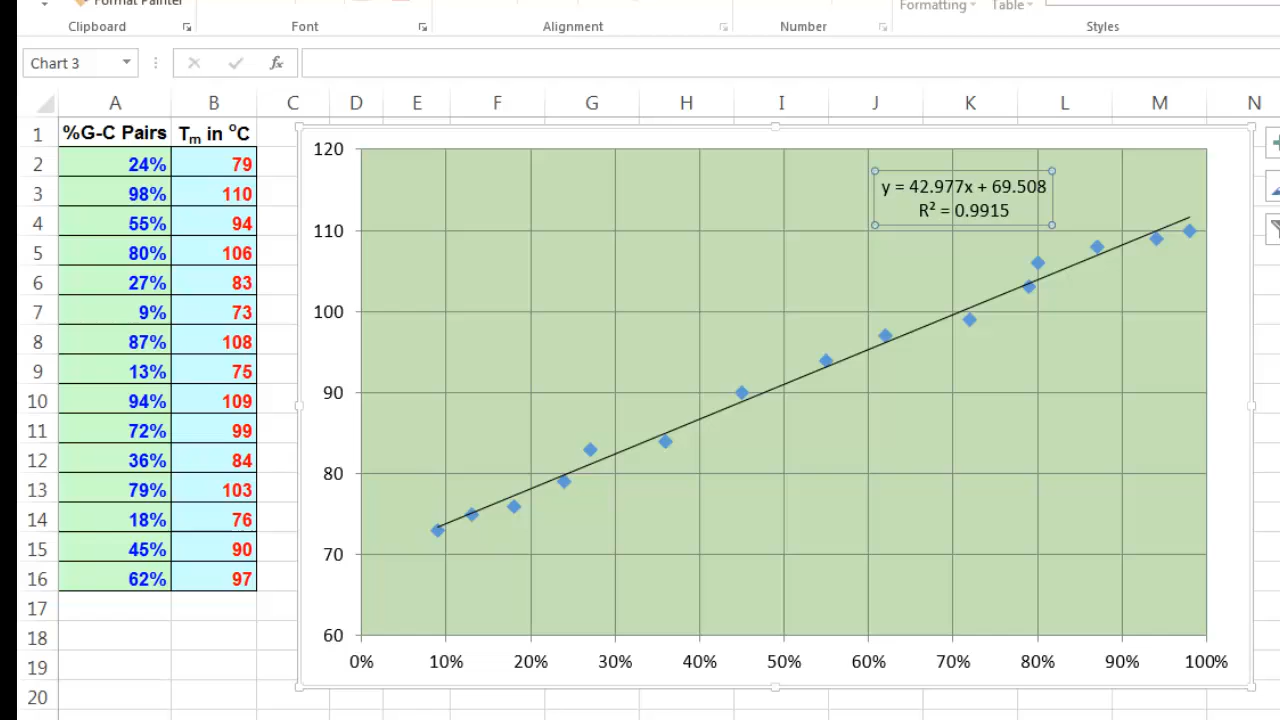 Format Painter
Formatting Table
Clipboard Font Alignment Number Styles
Chart 3 fx
A B C D E F G H I J K L M N
1 %G-C Pairs Tm in °C
2 24% 79
3 98% 110
4 55% 94
5 80% 106
6 27% 83
7 9% 73
8 87% 108
9 13% 75
10 94% 109
11 72% 99
12 36% 84
13 79% 103
14 18% 76
15 45% 90
16 62% 97
17
18
19
20
y = 42.977x + 69.508
R² = 0.9915
120
110
100
90
80
70
60
0% 10% 20% 30% 40% 50% 60% 70% 80% 90% 100%